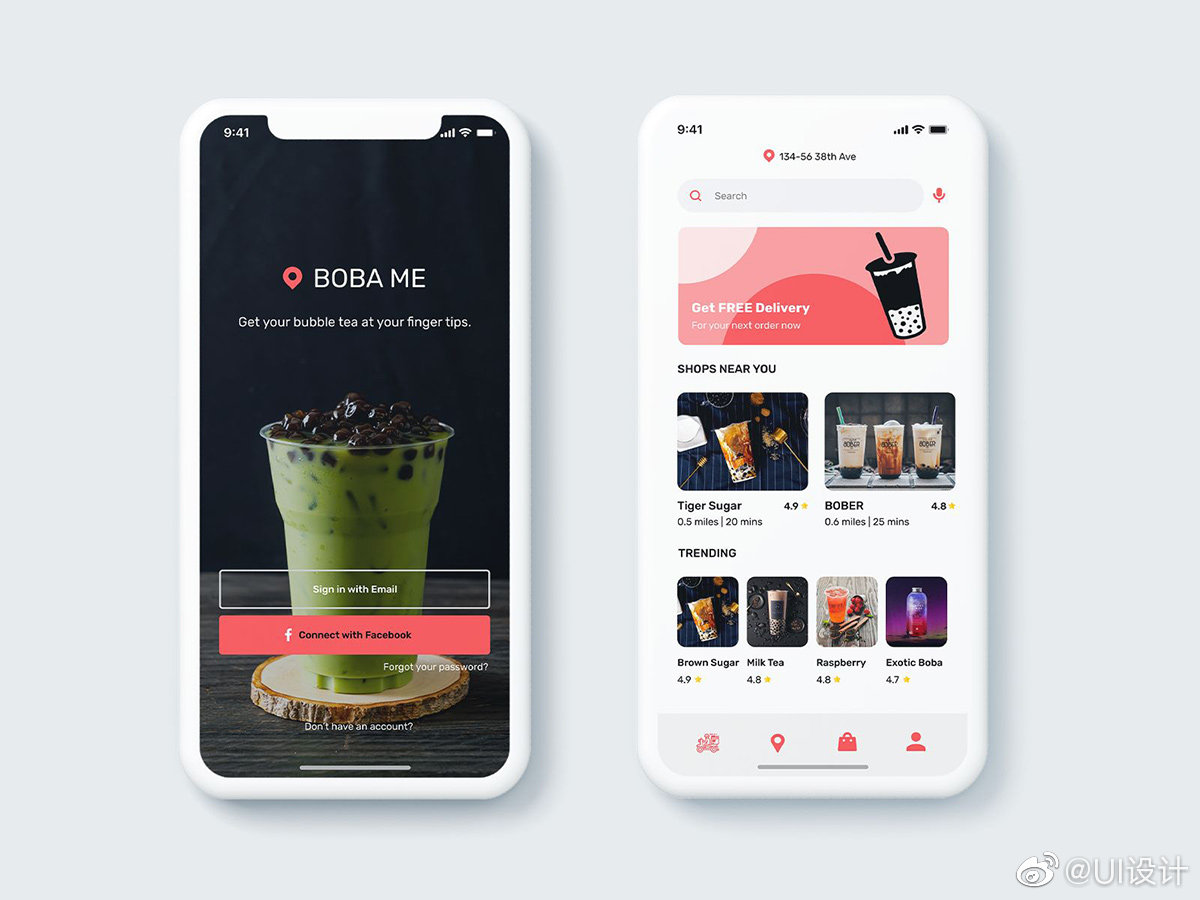 9:41
BOBA ME
Get your bubble tea at your finger tips.
Sign in with Email
Connect with Facebook
Forgot your password?
Don't have an account?
9:41
134-56 38th Ave
Search
Get FREE Delivery
For your next order now
SHOPS NEAR YOU
BOBER BOBER BOBER
Tiger Sugar 4.9
0.5 miles | 20 mins
BOBER 4.8
0.6 miles | 25 mins
TRENDING
Brown Sugar Milk Tea Raspberry Exotic Boba
4.9 4.8 4.8 4.7
@UI设计